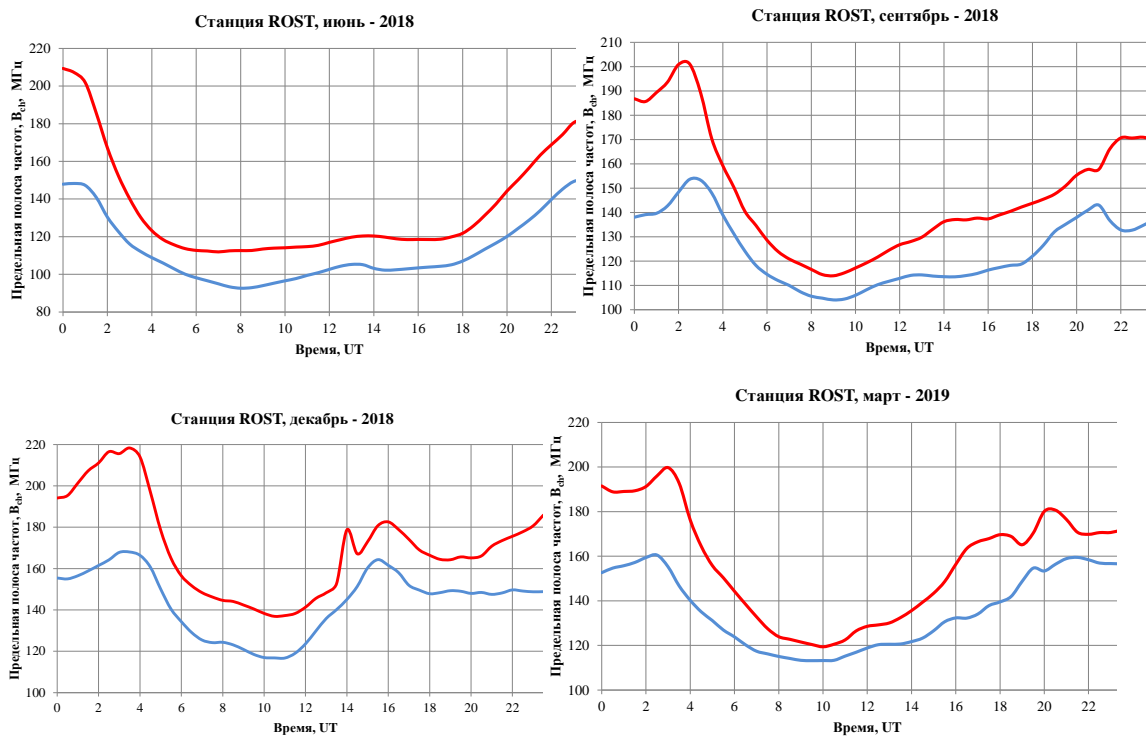 Станция ROST, июнь - 2018
Предельная полоса частот, Bch, МГц
220
200
180
160
140
120
100
80
0 2 4 6 8 10 12 14 16 18 20 22
Время, UT
Станция ROST, сентябрь - 2018
Предельная полоса частот, Bch, МГц
210
200
190
180
170
160
150
140
130
120
110
100
0 2 4 6 8 10 12 14 16 18 20 22
Время, UT
Станция ROST, декабрь - 2018
Предельная полоса частот, Bch, МГц
220
200
180
160
140
120
100
0 2 4 6 8 10 12 14 16 18 20 22
Время, UT
Станция ROST, март - 2019
Предельная полоса частот, Bch, МГц
220
200
180
160
140
120
100
0 2 4 6 8 10 12 14 16 18 20 22
Время, UT